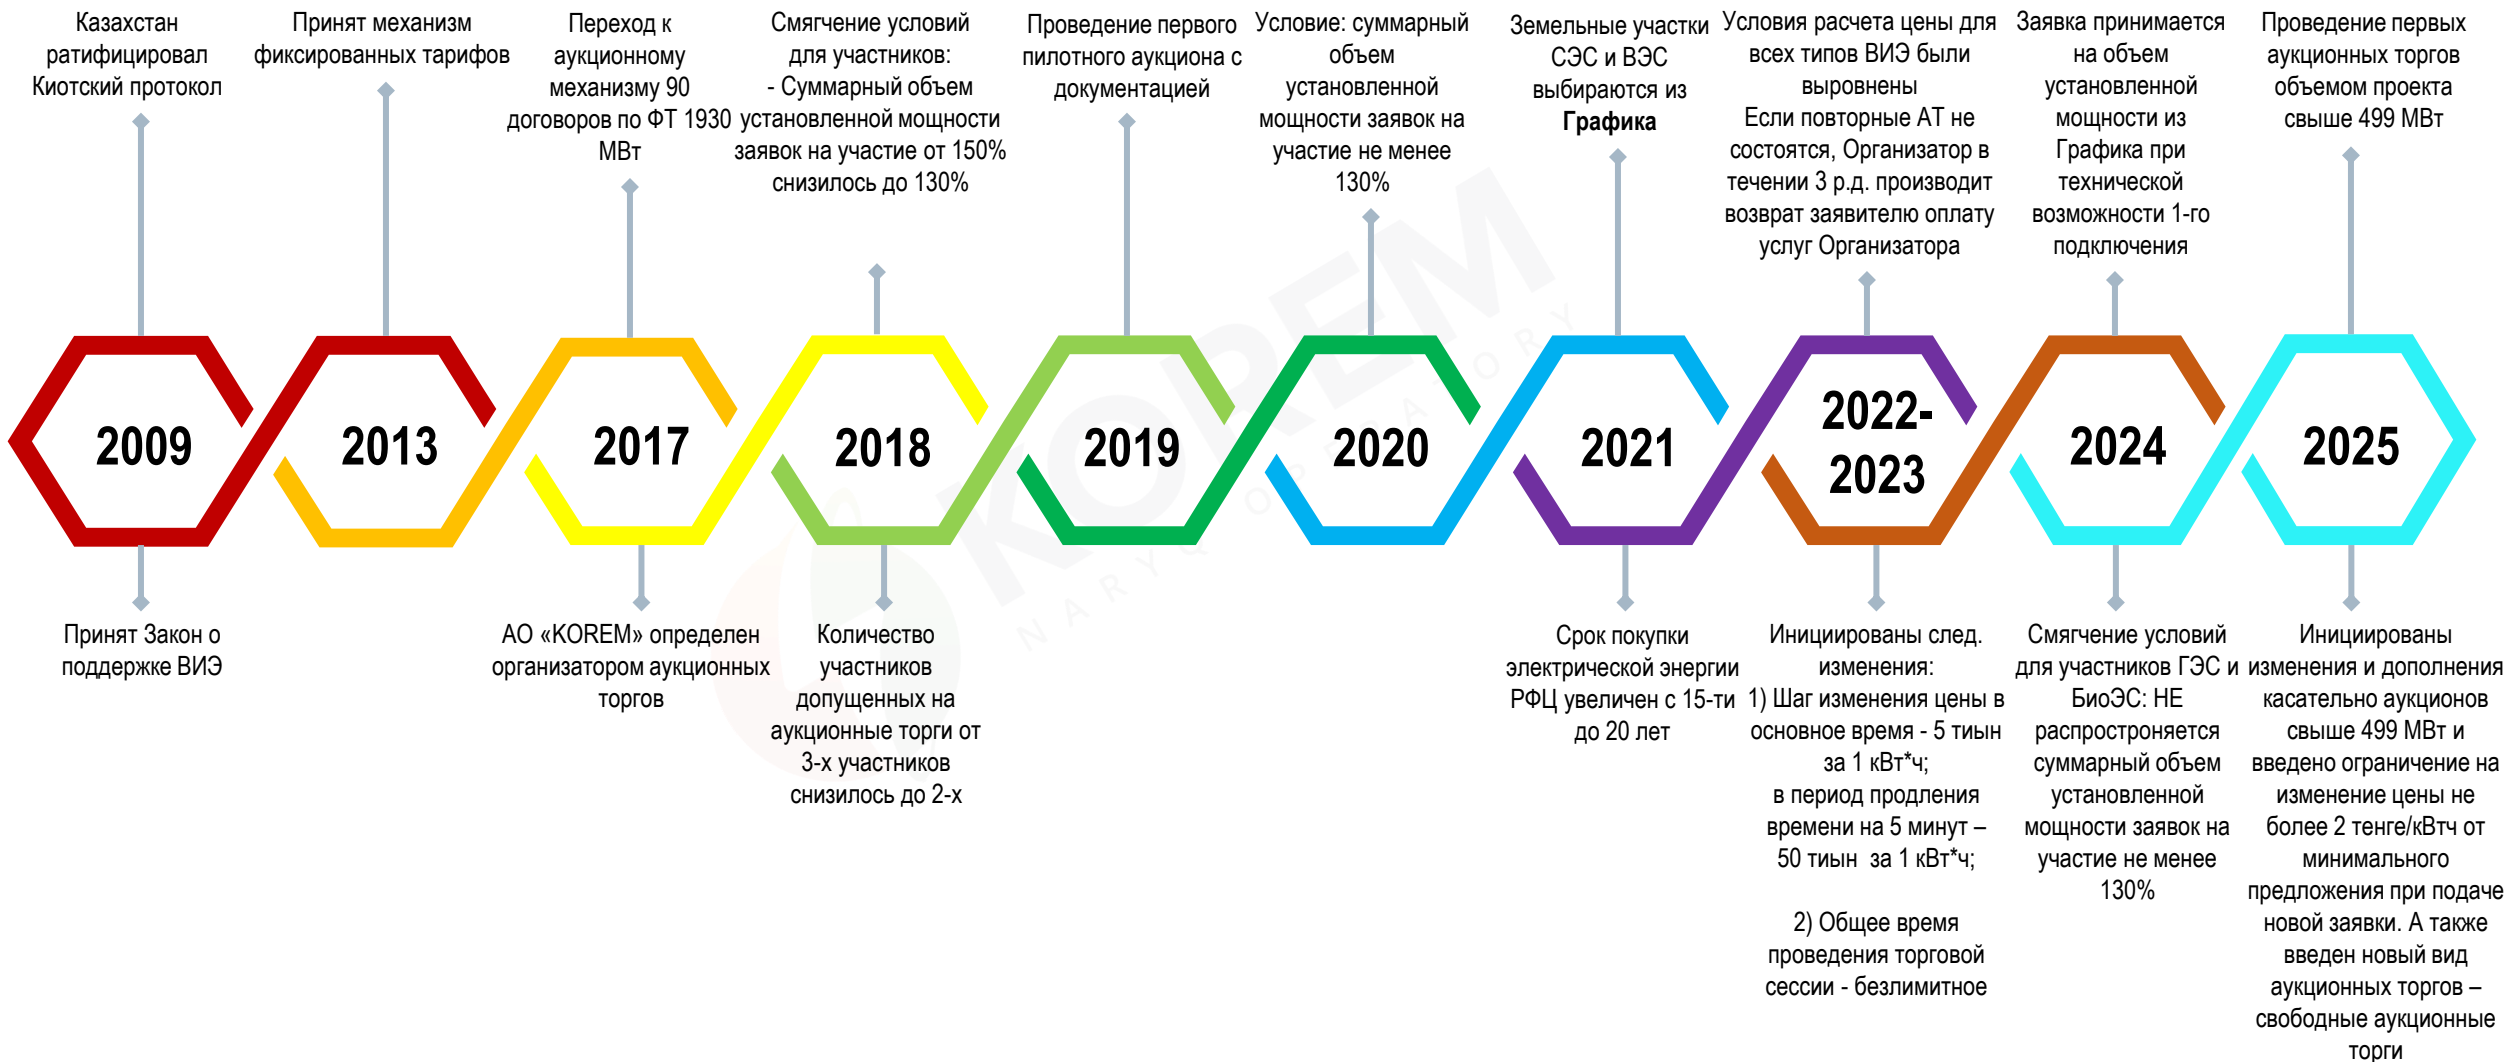 Казахстан
ратифицировал
Киотский протокол
Принят механизм
фиксированных тарифов
Переход к
аукционному
механизму 90
договоров по ФТ 1930
МВт
Смягчение условий
для участников:
- Суммарный объем
установленной мощности
заявок на участие от 150%
снизилось до 130%
Проведение первого
пилотного аукциона с
документацией
Условие: суммарный
объем
установленной
мощности заявок на
участие не менее
130%
Земельные участки
СЭС и ВЭС
выбираются из
Графика
Условия расчета цены для
всех типов ВИЭ были
выровнены
Если повторные АТ не
состоятся, Организатор в
течении 3 р.д. производит
возврат заявителю оплату
услуг Организатора
Заявка принимается
на объем
установленной
мощности из
Графика при
технической
возможности 1-го
подключения
Проведение первых
аукционных торгов
объемом проекта
свыше 499 МВт
2009
2013
2017
2018
2019
2020
2021
2022-
2023
2024
2025
KOREM
NARYQ OPERATORY
Принят Закон о
поддержке ВИЭ
АО «KOREM» определен
организатором аукционных
торгов
Количество
участников
допущенных на
аукционные торги от
3-х участников
снизилось до 2-х
Срок покупки
электрической энергии
РФЦ увеличен с 15-ти
до 20 лет
Инициированы след.
изменения:
1) Шаг изменения цены в
основное время - 5 тиын
за 1 кВт*ч;
в период продления
времени на 5 минут –
50 тиын за 1 кВт*ч;
2) Общее время
проведения торговой
сессии - безлимитное
Смягчение условий
для участников ГЭС и
БиоЭС: НЕ
распростроняется
суммарный объем
установленной
мощности заявок на
участие не менее
130%
Инициированы
изменения и дополнения
касательно аукционов
свыше 499 МВт и
введено ограничение на
изменение цены не
более 2 тенге/кВтч от
минимального
предложения при подаче
новой заявки. А также
введен новый вид
аукционных торгов –
свободные аукционные
торги